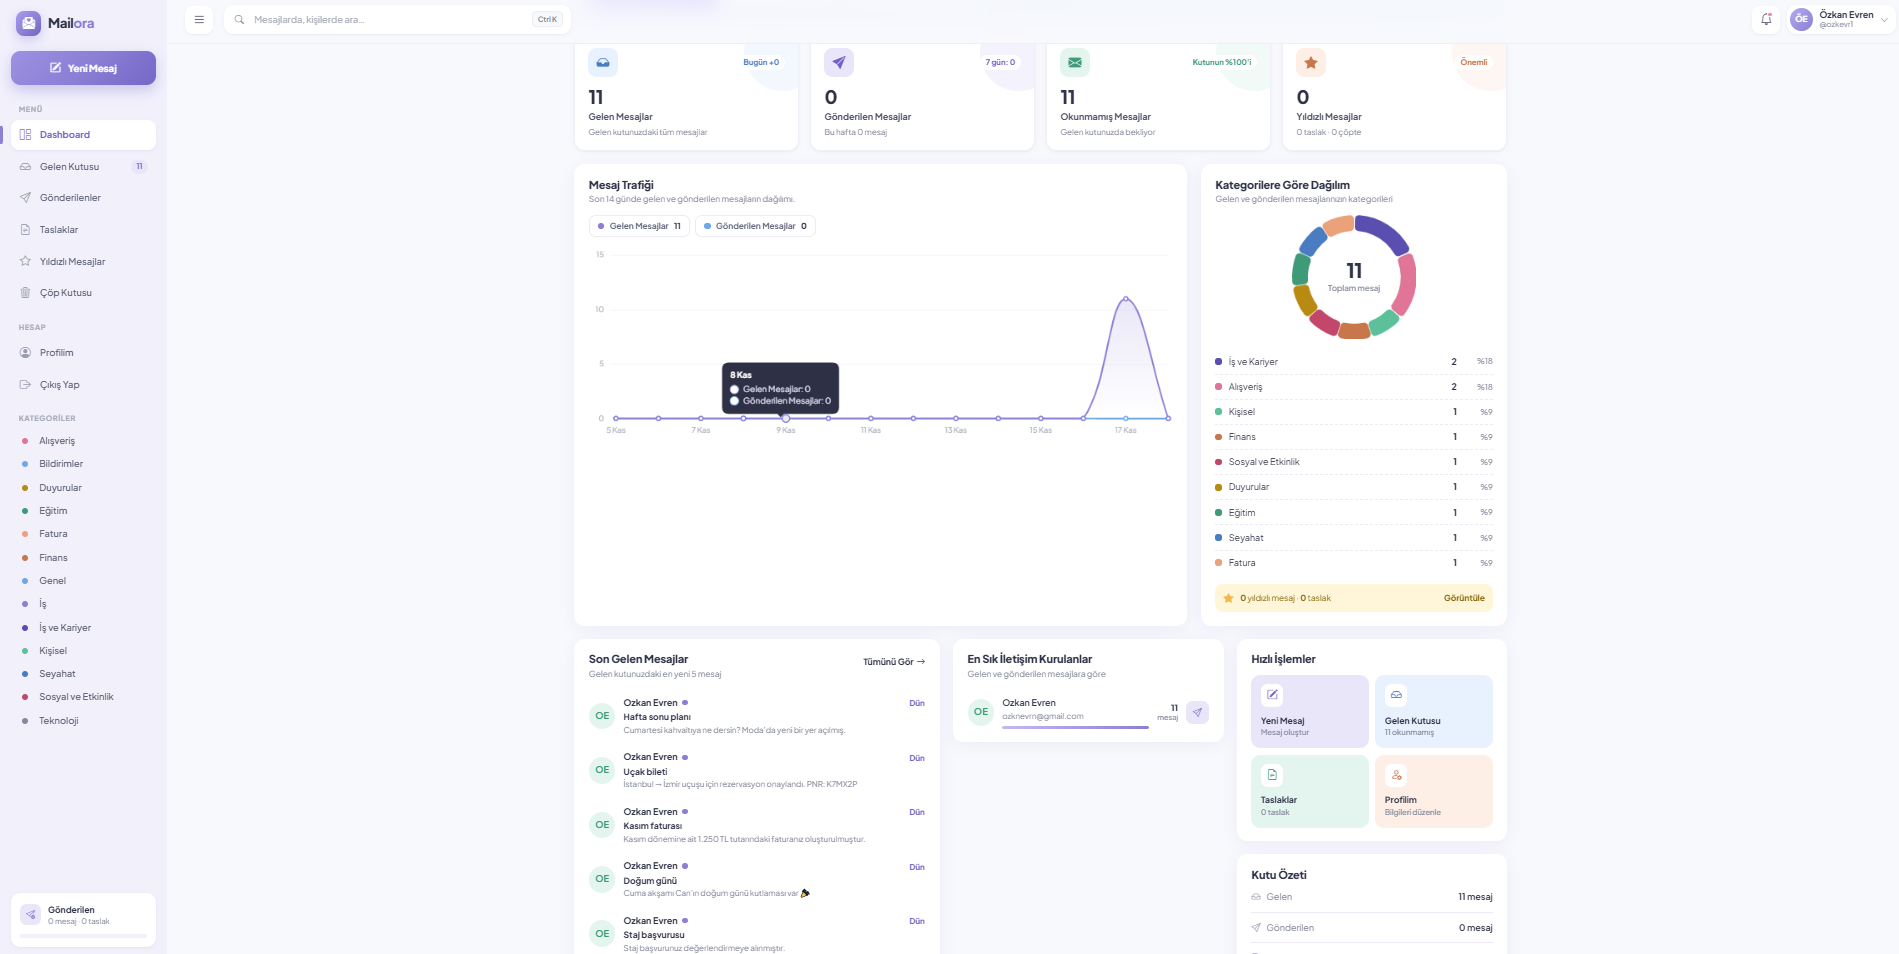 Mailora
Mesajlarda, kişilerde ara...
Ctrl K
ÖE
Özkan Evren
@ozkevr1
Yeni Mesaj
MENÜ
Dashboard
Gelen Kutusu 11
Gönderilenler
Taslaklar
Yıldızlı Mesajlar
Çöp Kutusu
HESAP
Profilim
Çıkış Yap
KATEGORİLER
Alışveriş
Bildirimler
Duyurular
Eğitim
Fatura
Finans
Genel
İş
İş ve Kariyer
Kişisel
Seyahat
Sosyal ve Etkinlik
Teknoloji
Gönderilen
0 mesaj · 0 taslak
Bugün +0
11
Gelen Mesajlar
Gelen kutunuzdaki tüm mesajlar
7 gün: 0
0
Gönderilen Mesajlar
Bu hafta 0 mesaj
Kutunun %100'i
11
Okunmamış Mesajlar
Gelen kutunuzda bekliyor
Önemli
0
Yıldızlı Mesajlar
0 taslak · 0 çöpte
Mesaj Trafiği
Son 14 günde gelen ve gönderilen mesajların dağılımı.
Gelen Mesajlar 11
Gönderilen Mesajlar 0
15
10
5
0
8 Kas
Gelen Mesajlar: 0
Gönderilen Mesajlar: 0
5 Kas 7 Kas 9 Kas 11 Kas 13 Kas 15 Kas 17 Kas
Kategorilere Göre Dağılım
Gelen ve gönderilen mesajlarınızın kategorileri
11
Toplam mesaj
İş ve Kariyer 2 %18
Alışveriş 2 %18
Kişisel 1 %9
Finans 1 %9
Sosyal ve Etkinlik 1 %9
Duyurular 1 %9
Eğitim 1 %9
Seyahat 1 %9
Fatura 1 %9
0 yıldızlı mesaj · 0 taslak Görüntüle
Son Gelen Mesajlar
Tümünü Gör →
Gelen kutunuzdaki en yeni 5 mesaj
OE
Ozkan Evren Dün
Hafta sonu planı
Cumartesi kahvaltıya ne dersin? Moda'da yeni bir yer açılmış.
OE
Ozkan Evren Dün
Uçak bileti
İstanbul → İzmir uçuşu için rezervasyon onaylandı. PNR: K7MX2P
OE
Ozkan Evren Dün
Kasım faturası
Kasım dönemine ait 1.250 TL tutarındaki faturanız oluşturulmuştur.
OE
Ozkan Evren Dün
Doğum günü
Cuma akşamı Can'ın doğum günü kutlaması var 🎉
OE
Ozkan Evren Dün
Staj başvurusu
Staj başvurunuz değerlendirmeye alınmıştır.
En Sık İletişim Kurulanlar
Gelen ve gönderilen mesajlara göre
OE
Ozkan Evren
ozknevrn@gmail.com
11
mesaj
Hızlı İşlemler
Yeni Mesaj
Mesaj oluştur
Gelen Kutusu
11 okunmamış
Taslaklar
0 taslak
Profilim
Bilgileri düzenle
Kutu Özeti
Gelen 11 mesaj
Gönderilen 0 mesaj